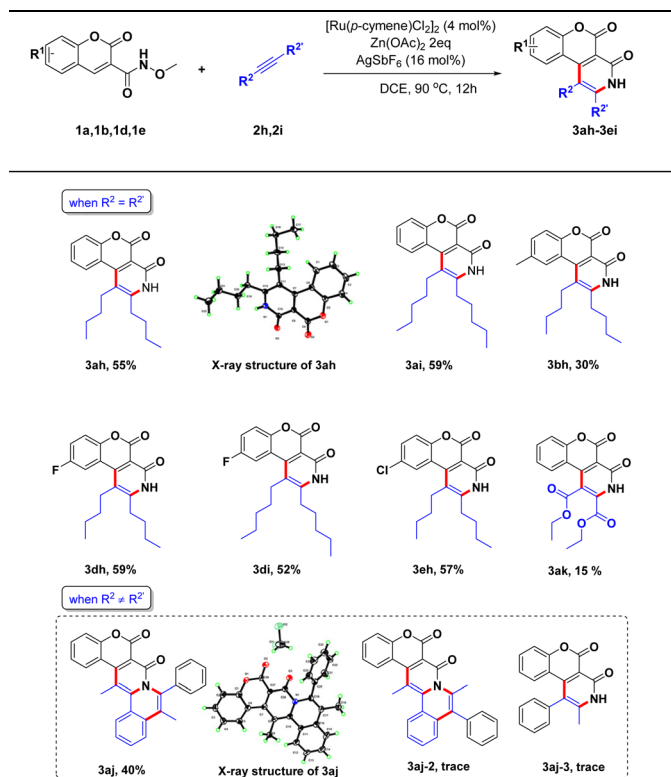 [Ru(p-cymene)Cl2]2 (4 mol%)
Zn(OAc)2 2eq
AgSbF6 (16 mol%)
DCE, 90 °C, 12h
R1 O O N H O O
+
R2 R2'
R1 O O O NH R2 R2'
1a,1b,1d,1e 2h,2i 3ah-3ei
when R2 = R2'
O O O NH
O O O NH
O O O NH
3ah, 55% X-ray structure of 3ah 3ai, 59% 3bh, 30%
F O O O NH
F O O O NH
Cl O O O NH
O O O NH O O O O
3dh, 59% 3di, 52% 3eh, 57% 3ak, 15 %
when R2 ≠ R2'
O O O N
O O O N
O O O NH
3aj, 40% X-ray structure of 3aj 3aj-2, trace 3aj-3, trace